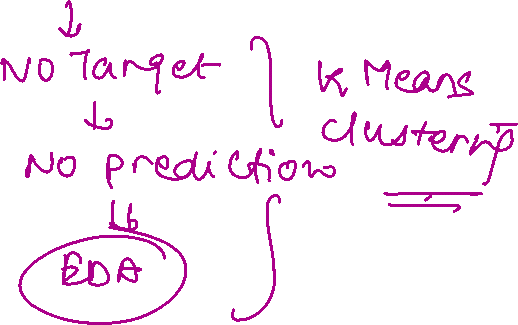 NO Target
K Means
Clustering
No prediction
EDA